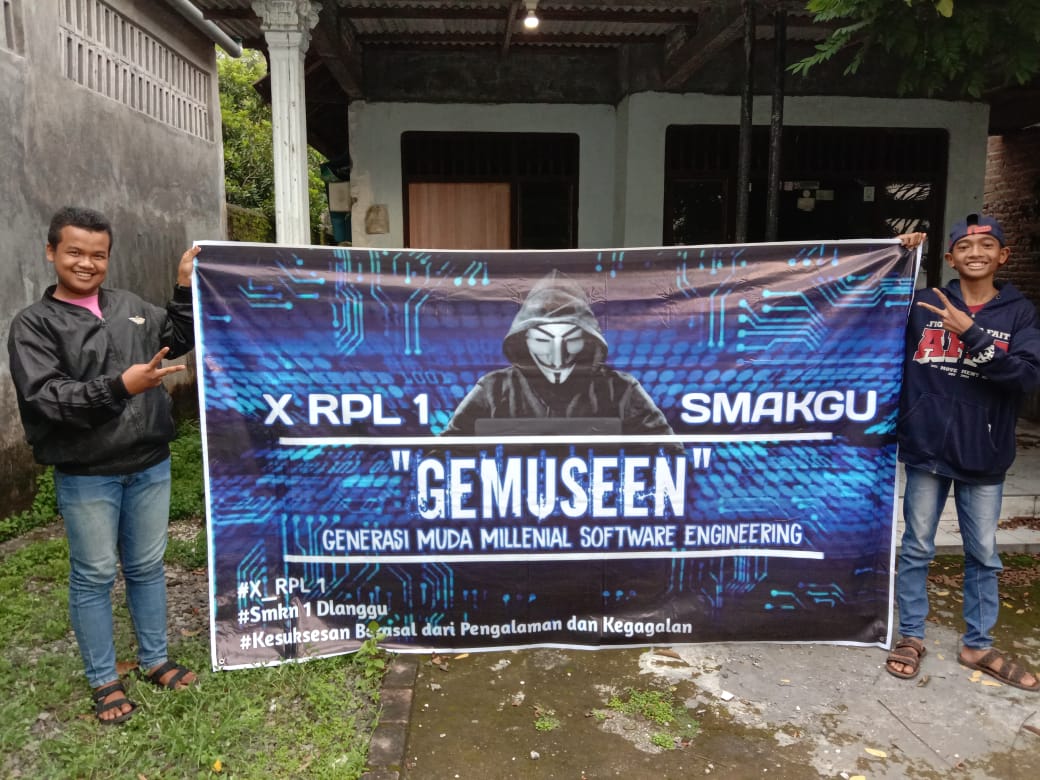 X RPL 1 SMAKGU
"GEMUSEEN"
GENERASI MUDA MILLENIAL SOFTWARE ENGINEERING
#X_RPL 1
#Smkn 1 Dlanggu
#Kesuksesan Berasal dari Pengalaman dan Kegagalan